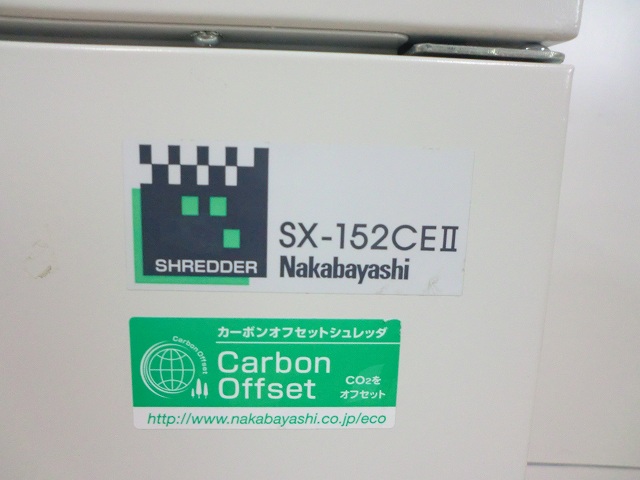 SHREDDER
SX-152CEⅡ
Nakabayashi
カーボンオフセットシュレッダ
Carbon Offset
Carbon
Offset
CO2を
オフセット
http://www.nakabayashi.co.jp/eco